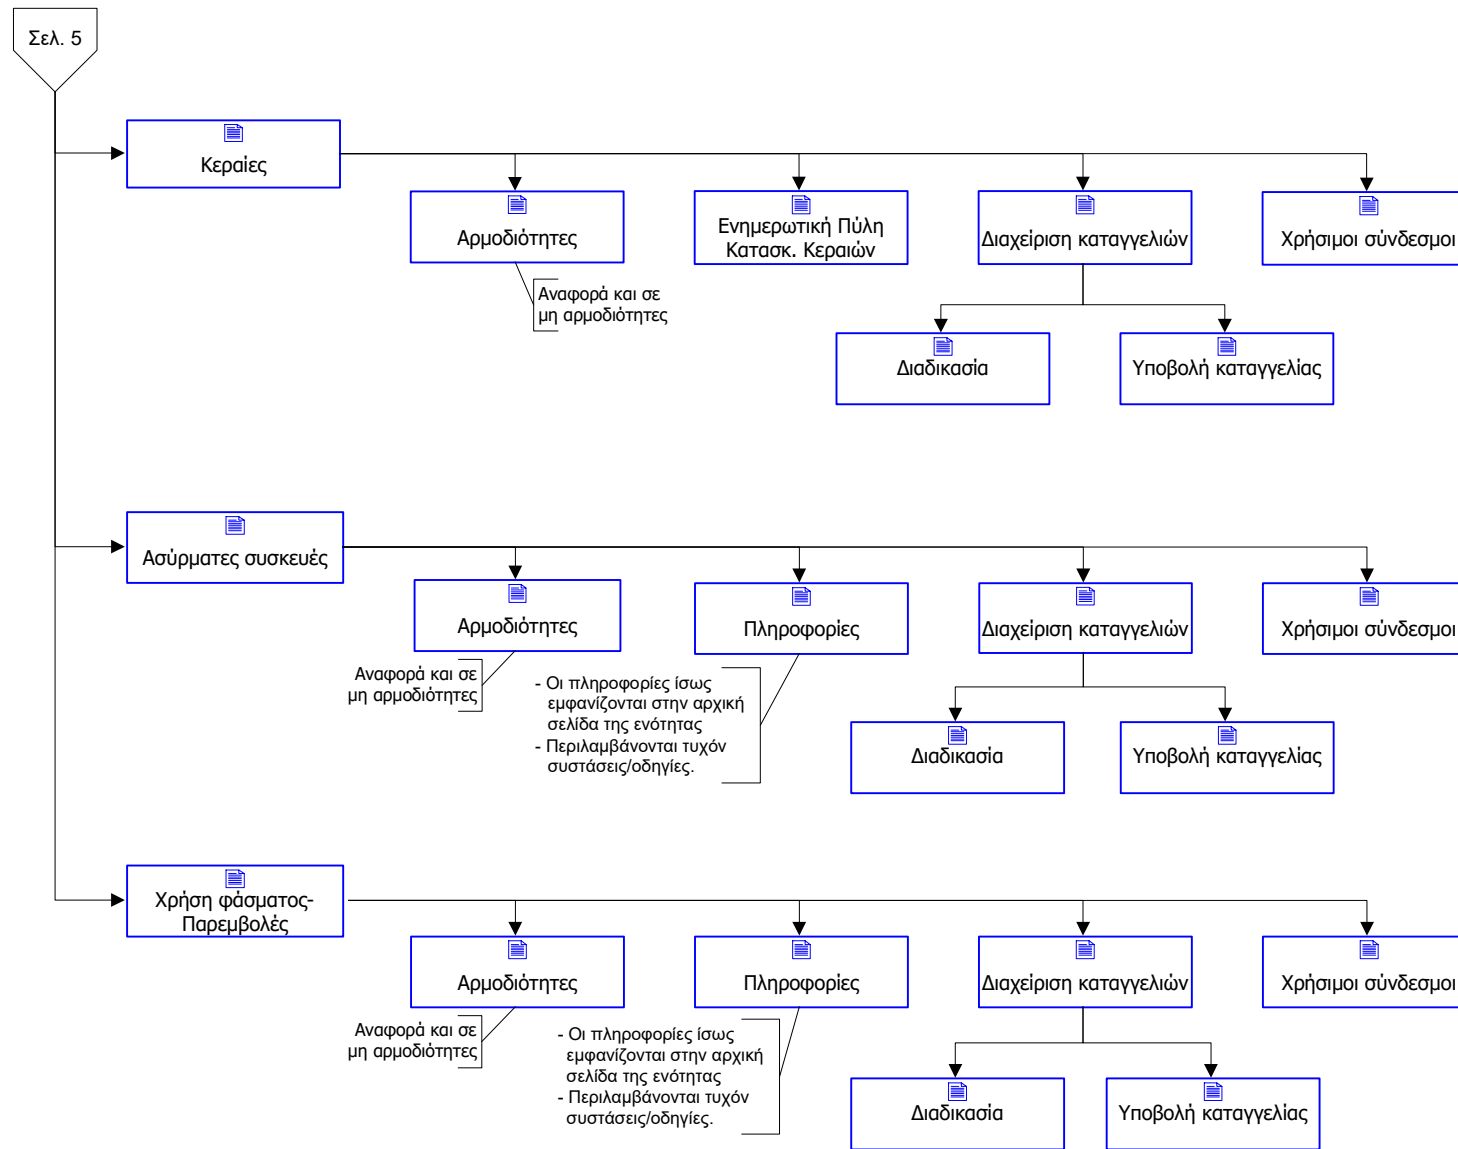 Σελ. 5
Κεραίες
Αρμοδιότητες
Ενημερωτική Πύλη
Κατασκ. Κεραιών
Διαχείριση καταγγελιών
Χρήσιμοι σύνδεσμοι
Αναφορά και σε
μη αρμοδιότητες
Διαδικασία
Υποβολή καταγγελίας
Ασύρματες συσκευές
Αρμοδιότητες
Πληροφορίες
Διαχείριση καταγγελιών
Χρήσιμοι σύνδεσμοι
Αναφορά και σε
μη αρμοδιότητες
- Οι πληροφορίες ίσως
εμφανίζονται στην αρχική
σελίδα της ενότητας
- Περιλαμβάνονται τυχόν
συστάσεις/οδηγίες.
Διαδικασία
Υποβολή καταγγελίας
Χρήση φάσματος-
Παρεμβολές
Αρμοδιότητες
Πληροφορίες
Διαχείριση καταγγελιών
Χρήσιμοι σύνδεσμοι
Αναφορά και σε
μη αρμοδιότητες
- Οι πληροφορίες ίσως
εμφανίζονται στην αρχική
σελίδα της ενότητας
- Περιλαμβάνονται τυχόν
συστάσεις/οδηγίες.
Διαδικασία
Υποβολή καταγγελίας